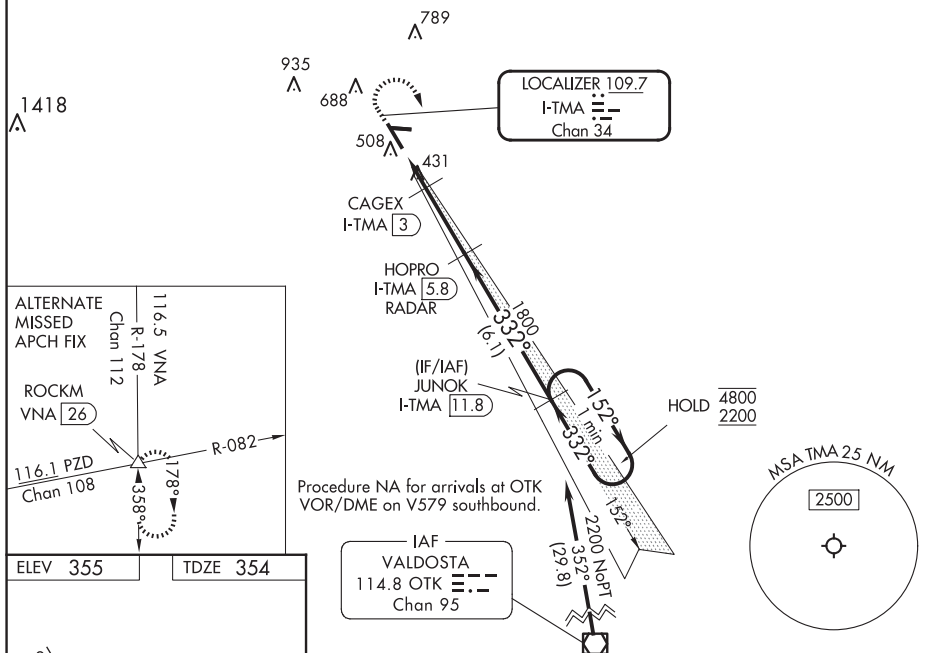 789
935
688
1418
508
431
LOCALIZER 109.7
I-TMA
Chan 34
CAGEX
I-TMA 3
HOPRO
I-TMA 5.8
RADAR
1800
332°
(6.1)
(IF/IAF)
JUNOK
I-TMA 11.8
152°
1 min
332°
HOLD 4800
2200
152°
ALTERNATE
MISSED
APCH FIX
116.5 VNA
R-178
Chan 112
ROCKM
VNA 26
R-082
116.1 PZD
Chan 108
178°
358°
Procedure NA for arrivals at OTK
VOR/DME on V579 southbound.
2200 NoPT
352°
(29.8)
IAF
VALDOSTA
114.8 OTK
Chan 95
MSA TMA 25 NM
2500
ELEV 355
TDZE 354